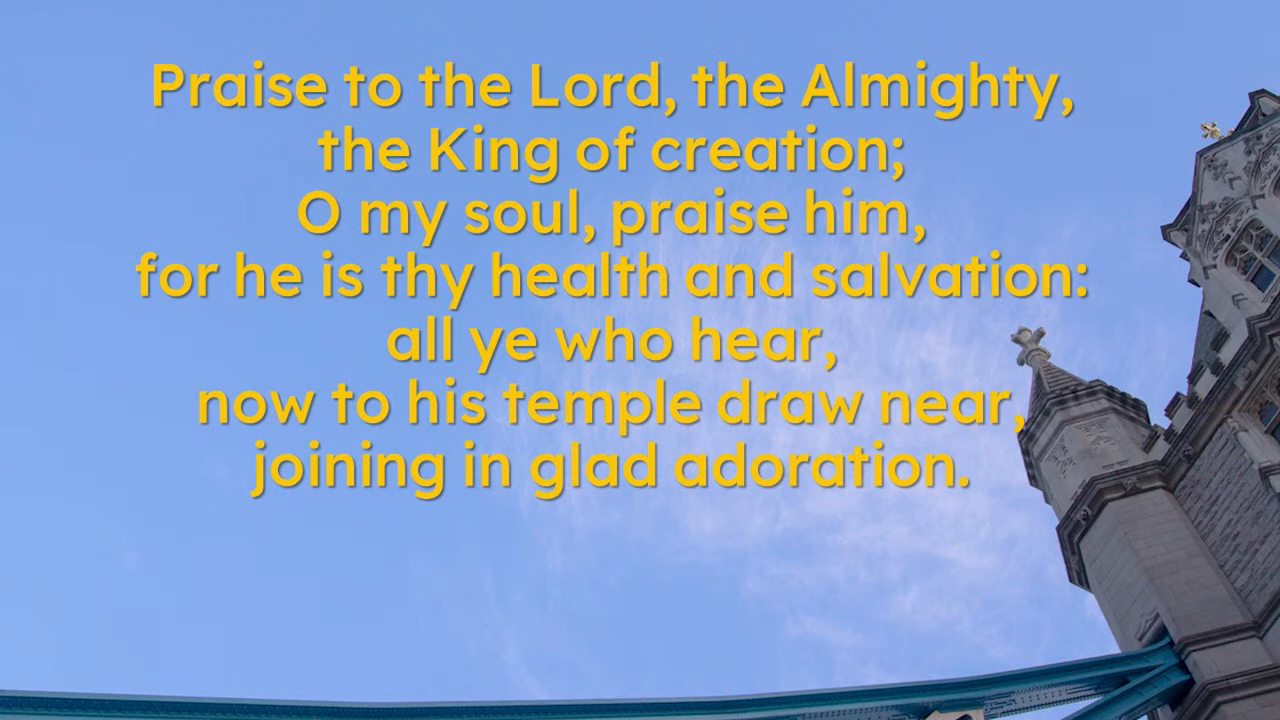 Praise to the Lord, the Almighty,
the King of creation;
O my soul, praise him,
for he is thy health and salvation:
all ye who hear,
now to his temple draw near,
joining in glad adoration.